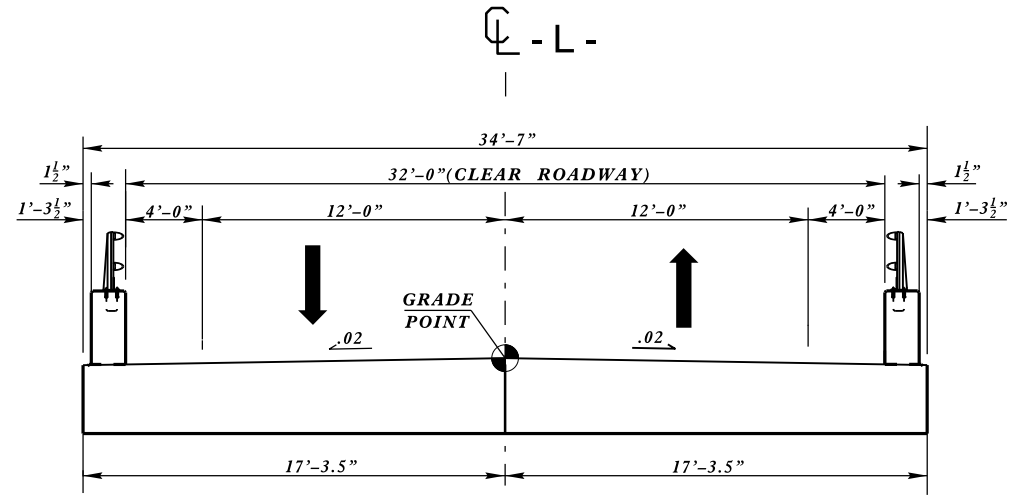 ℄ -L-
34'-7"
1½" 32'-0"(CLEAR ROADWAY) 1½"
1'-3½" 4'-0" 12'-0" 12'-0" 4'-0" 1'-3½"
GRADE
POINT
.02 .02
17'-3.5" 17'-3.5"